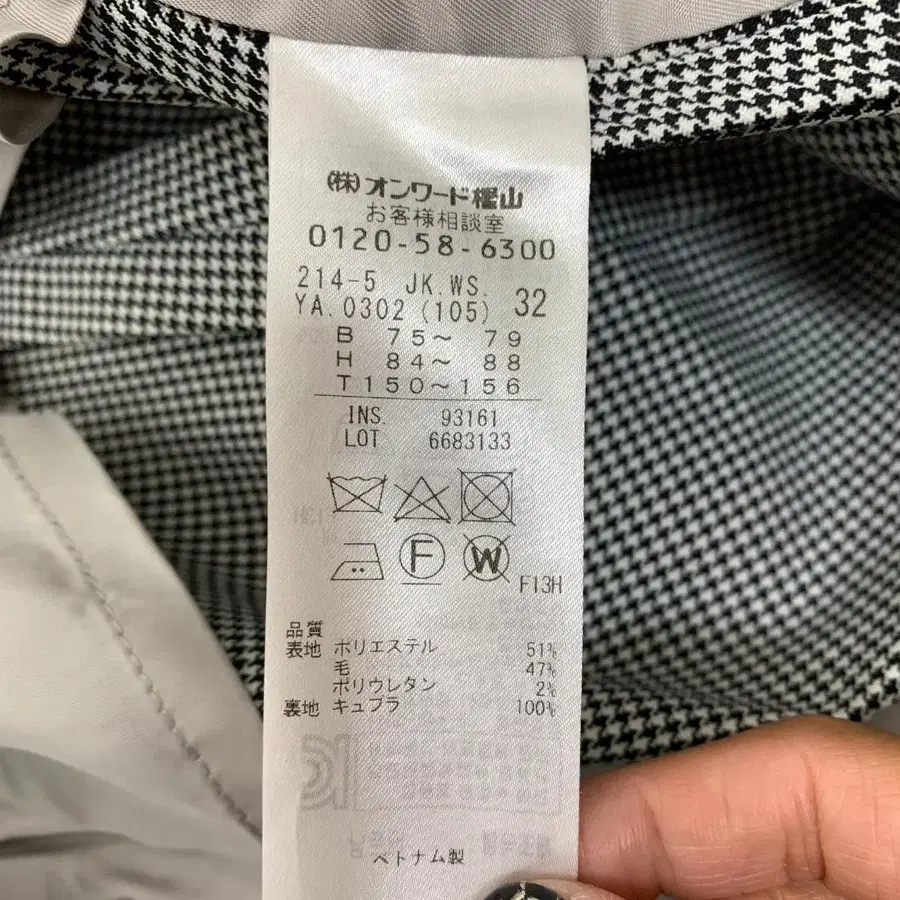 (株)オンワード樫山
お客様相談室
0120-58-6300
214-5 JK.WS. 32
YA.0302 (105)
B 75～ 79
H 84～ 88
T150～156
INS. 93161
LOT 6683133
F
W
F13H
品質
表地 ポリエステル 51%
毛 47%
ポリウレタン 2%
裏地 キュプラ 100%
ベトナム製